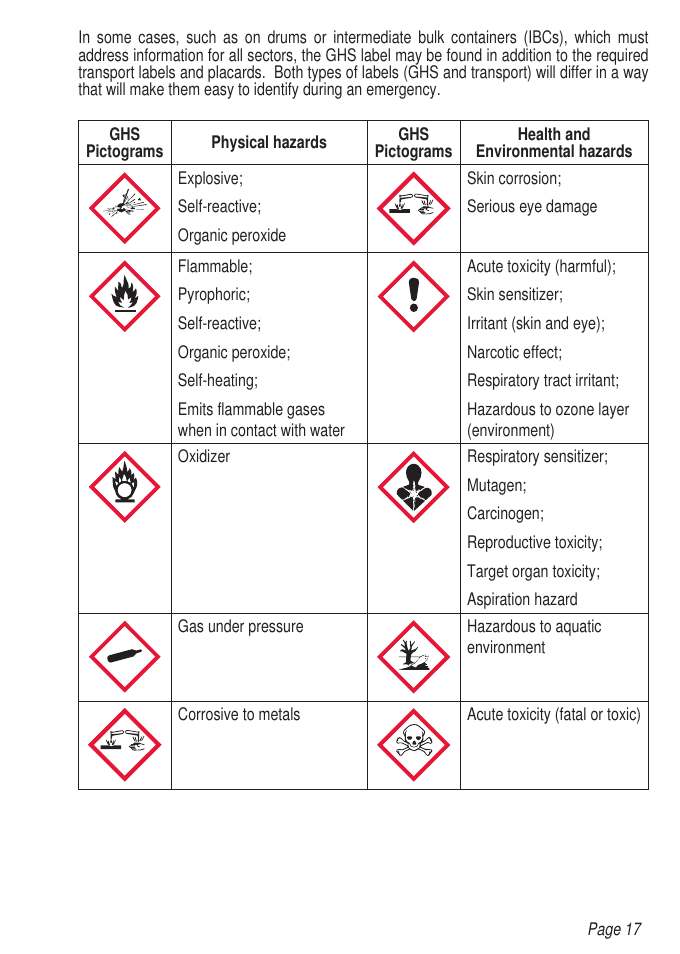 In some cases, such as on drums or intermediate bulk containers (IBCs), which must
address information for all sectors, the GHS label may be found in addition to the required
transport labels and placards. Both types of labels (GHS and transport) will differ in a way
that will make them easy to identify during an emergency.
GHS
Pictograms
Physical hazards
GHS
Pictograms
Health and
Environmental hazards
Explosive;
Self-reactive;
Organic peroxide
Skin corrosion;
Serious eye damage
Flammable;
Pyrophoric;
Self-reactive;
Organic peroxide;
Self-heating;
Emits flammable gases
when in contact with water
Acute toxicity (harmful);
Skin sensitizer;
Irritant (skin and eye);
Narcotic effect;
Respiratory tract irritant;
Hazardous to ozone layer
(environment)
Oxidizer
Respiratory sensitizer;
Mutagen;
Carcinogen;
Reproductive toxicity;
Target organ toxicity;
Aspiration hazard
Gas under pressure
Hazardous to aquatic
environment
Corrosive to metals
Acute toxicity (fatal or toxic)
Page 17